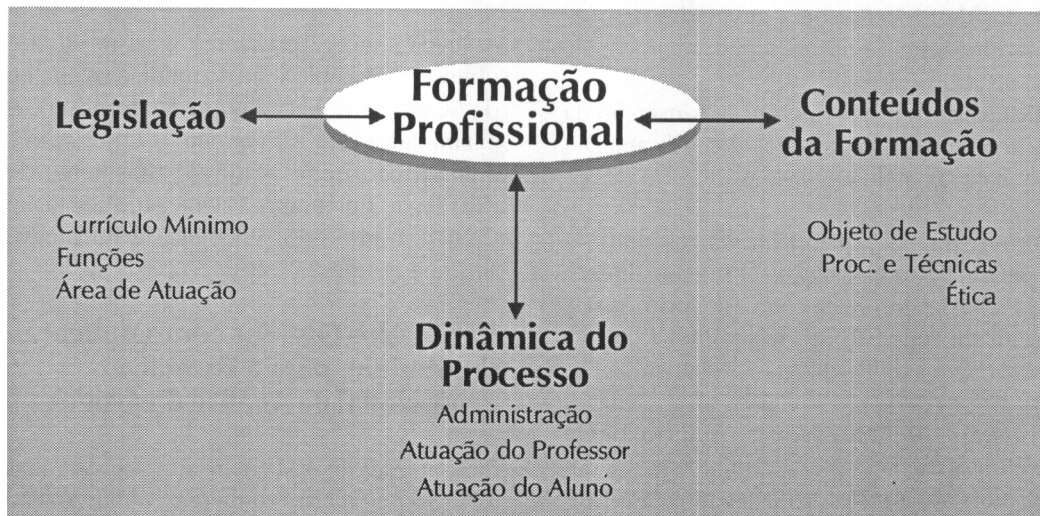 Formação
Profissional
Legislação
Conteúdos
da Formação
Currículo Mínimo
Funções
Área de Atuação
Objeto de Estudo
Proc. e Técnicas
Ética
Dinâmica do
Processo
Administração
Atuação do Professor
Atuação do Aluno